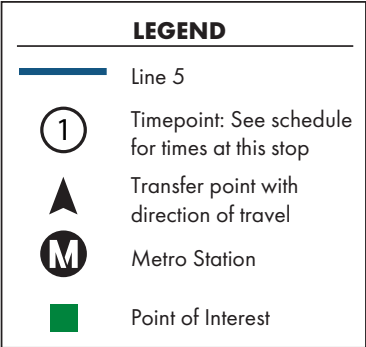 LEGEND
Line 5
1
Timepoint: See schedule
for times at this stop
Transfer point with
direction of travel
M
Metro Station
Point of Interest